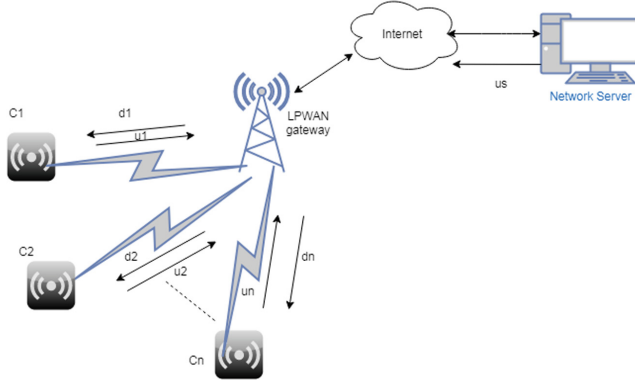 Internet
us
Network Server
LPWAN
gateway
C1
d1
u1
C2
d2
u2
un
dn
Cn